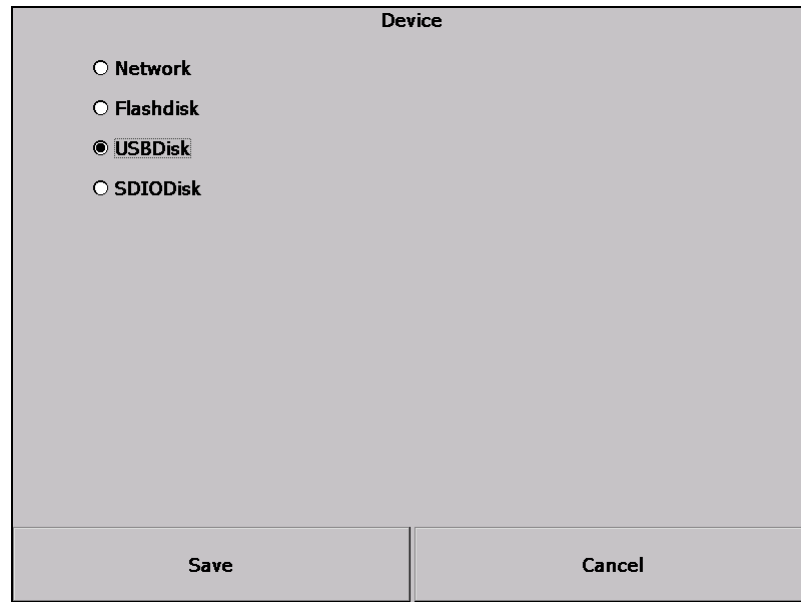 Device
Network
Flashdisk
USBDisk
SDIODisk
Save
Cancel